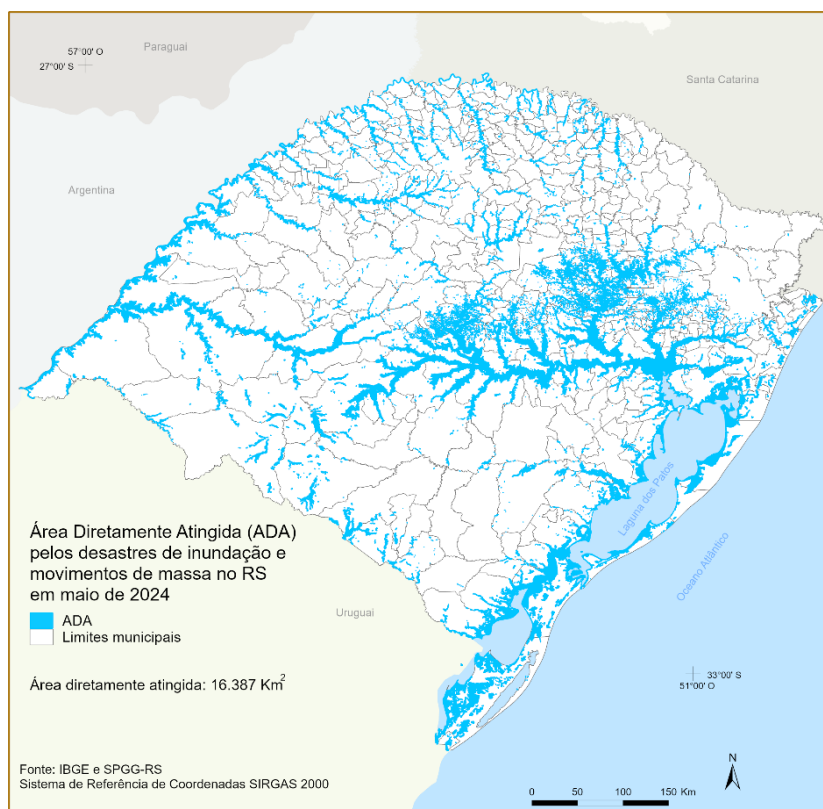 Paraguai
57°00' O
27°00' S
Santa Catarina
Argentina
Laguna dos Patos
Oceano Atlântico
Área Diretamente Atingida (ADA)
pelos desastres de inundação e
movimentos de massa no RS
em maio de 2024
ADA
Limites municipais
Uruguai
Área diretamente atingida: 16.387 Km²
33°00' S
51°00' O
N
Fonte: IBGE e SPGG-RS
Sistema de Referência de Coordenadas SIRGAS 2000
0 50 100 150 Km